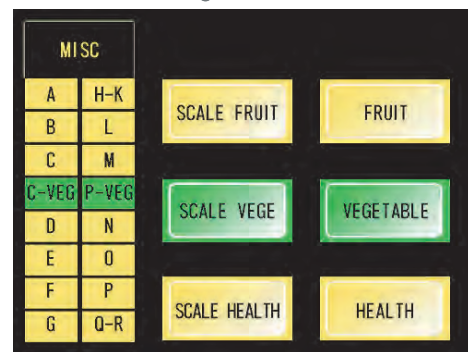 MISC
A H-K
B L
C M
C-VEG P-VEG
D N
E O
F P
G Q-R
SCALE FRUIT FRUIT
SCALE VEGE VEGETABLE
SCALE HEALTH HEALTH